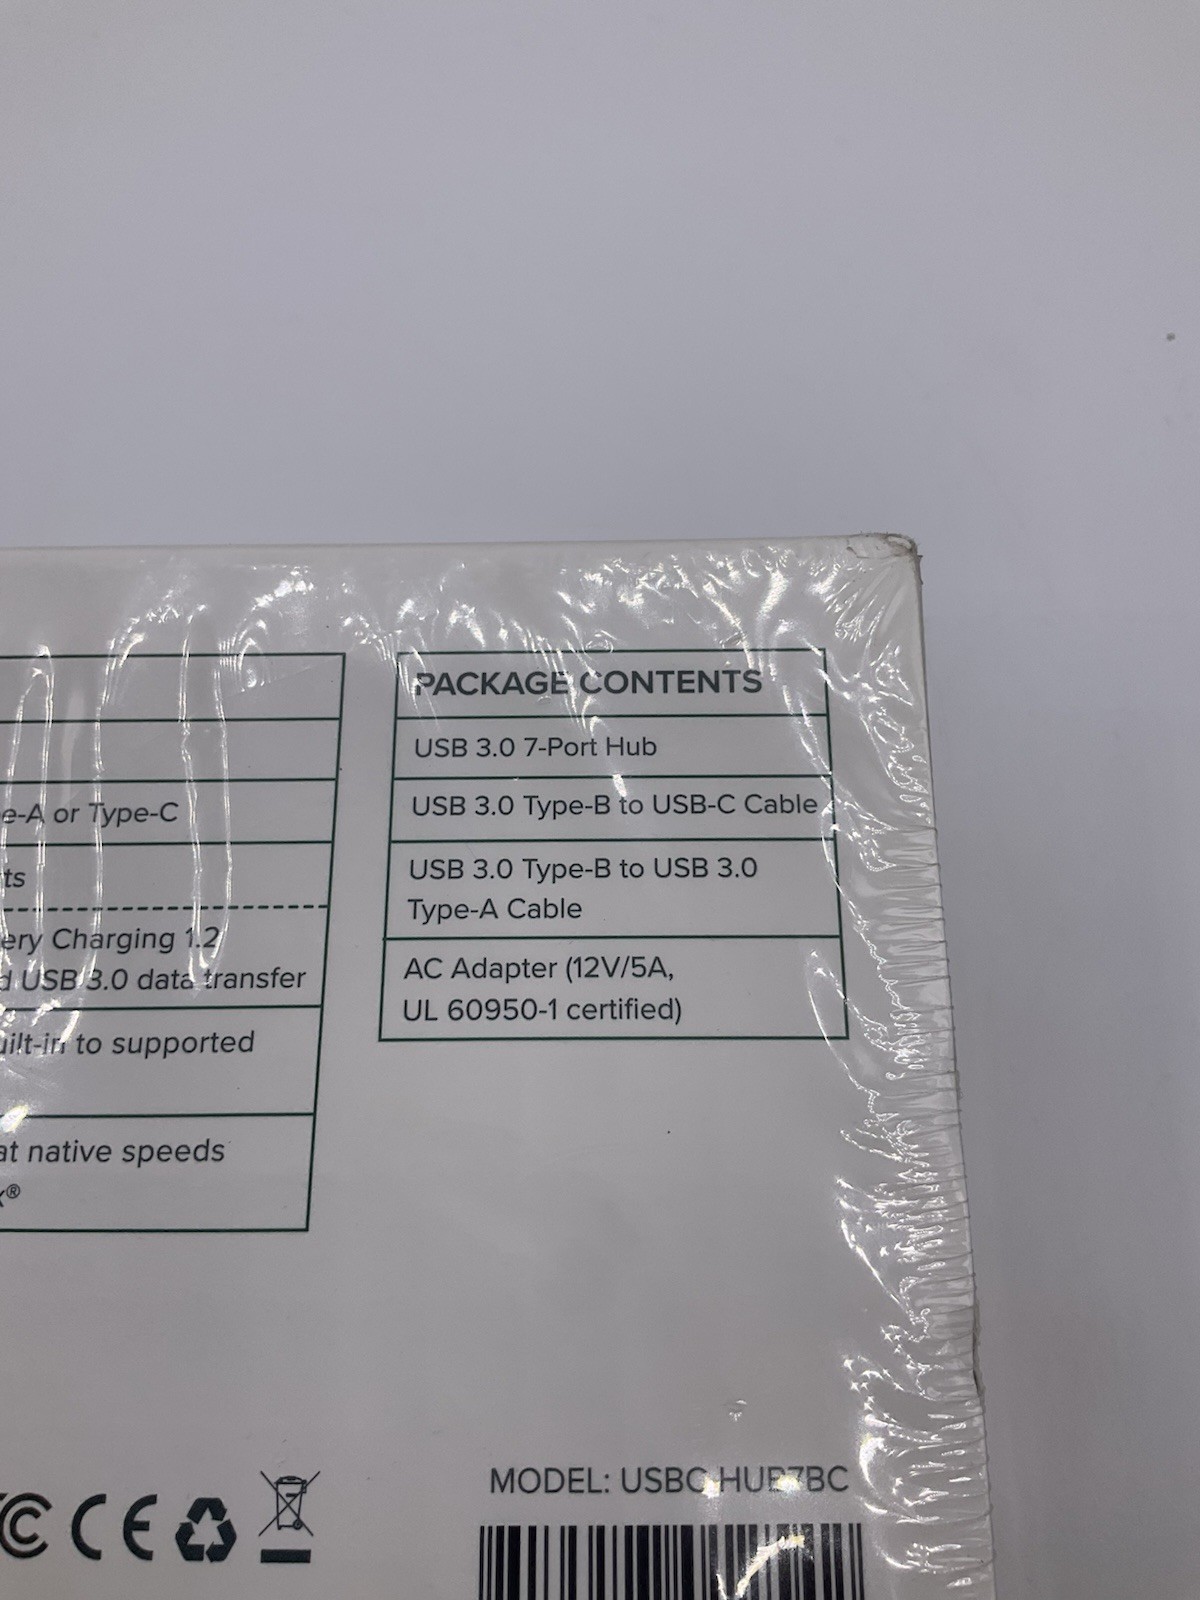 e-A or Type-C
ts
ery Charging 1.2
d USB 3.0 data transfer
uilt-in to supported
at native speeds
x®
PACKAGE CONTENTS
USB 3.0 7-Port Hub
USB 3.0 Type-B to USB-C Cable
USB 3.0 Type-B to USB 3.0
Type-A Cable
AC Adapter (12V/5A,
UL 60950-1 certified)
CE
MODEL: USBC-HUB7BC